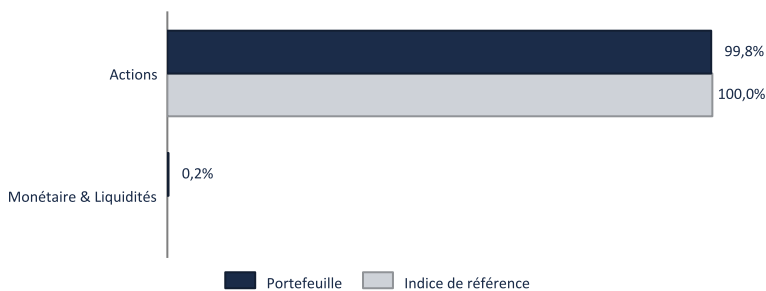 99,8%
Actions
100,0%
0,2%
Monétaire & Liquidités
Portefeuille
Indice de référence